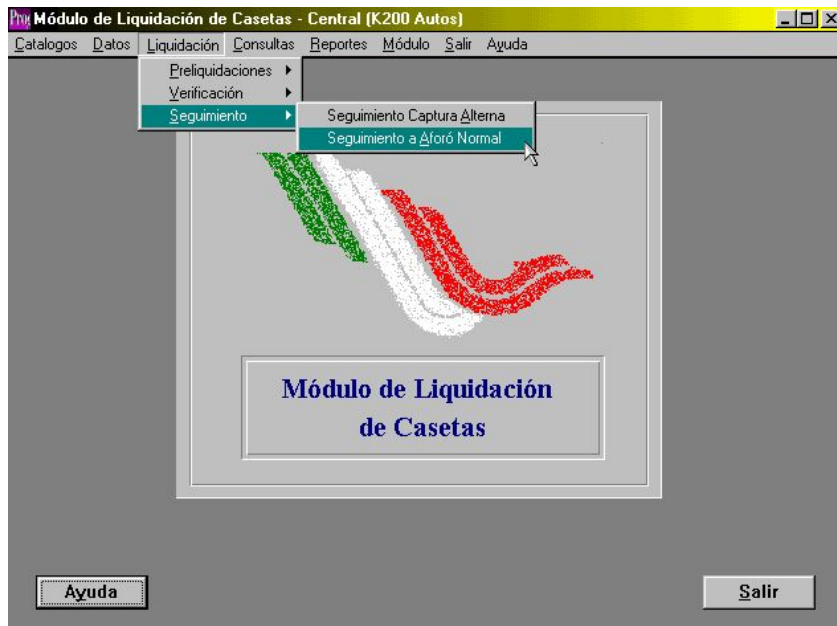 Pro Módulo de Liquidación de Casetas - Central (K200 Autos)
Catalogos Datos Liquidación Consultas Reportes Módulo Salir Ayuda
Preliquidaciones
Verificación
Seguimiento
Seguimiento Captura Alterna
Seguimiento a Aforó Normal
Módulo de Liquidación
de Casetas
Ayuda
Salir